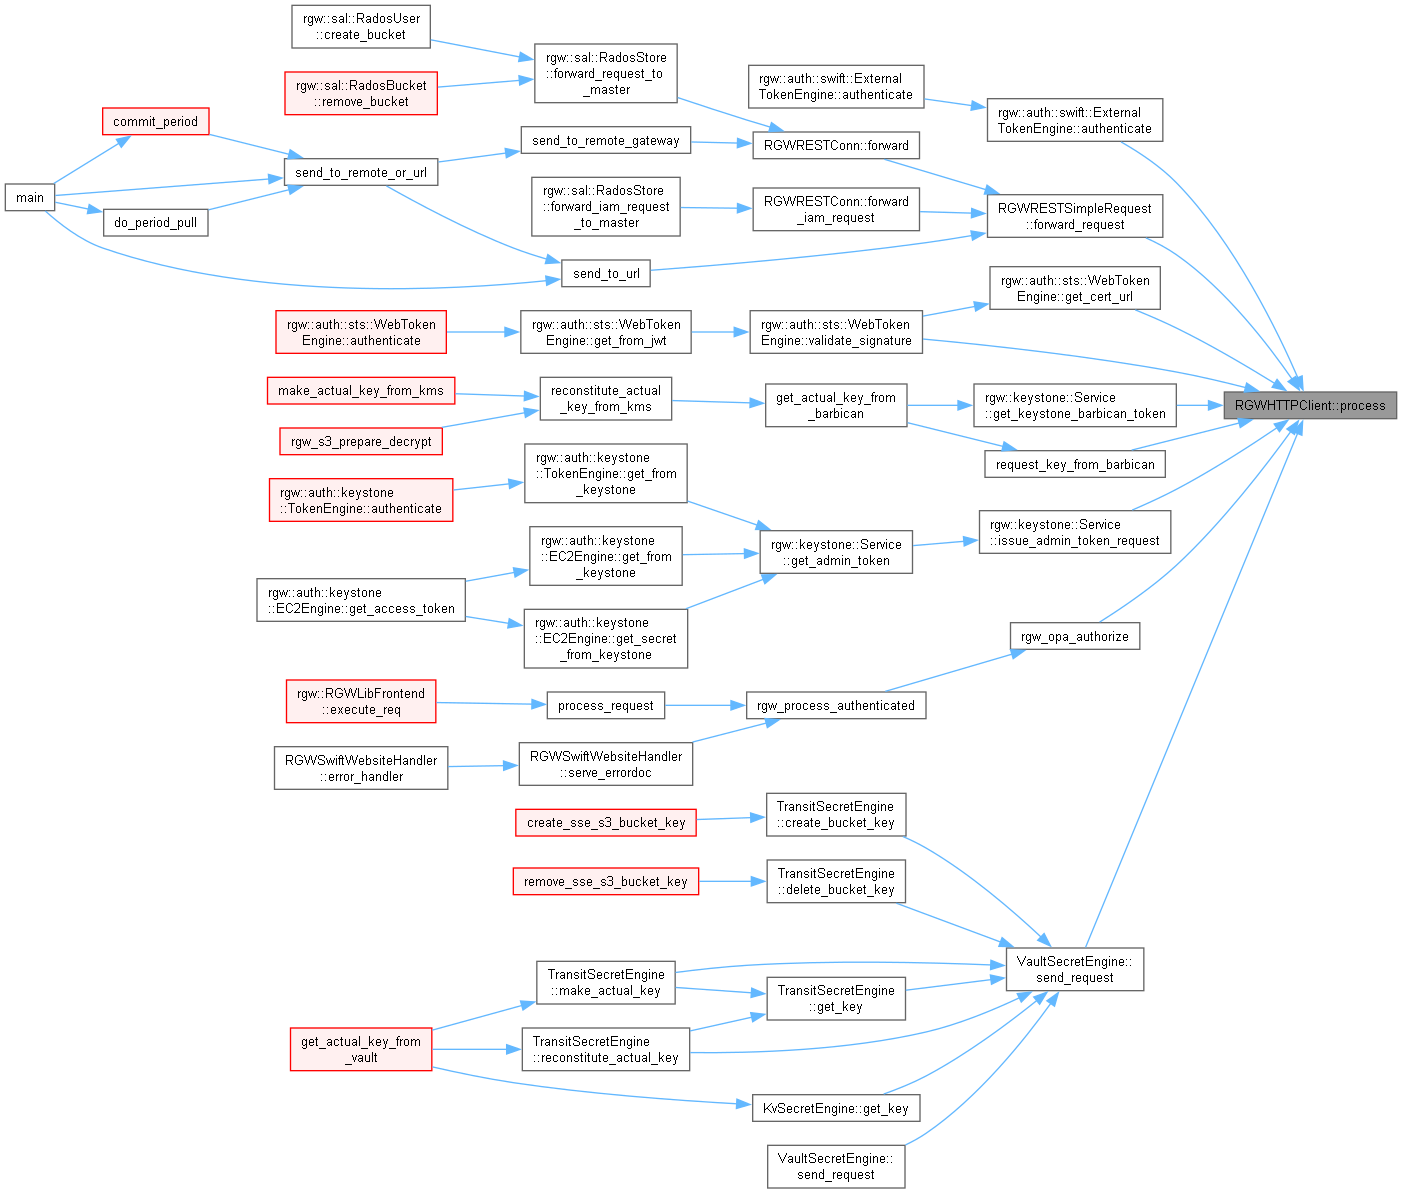 rgw::sal::RadosUser
::create_bucket
rgw::sal::RadosBucket
::remove_bucket
commit_period
main
do_period_pull
send_to_remote_or_url
rgw::sal::RadosStore
::forward_request_to
_master
send_to_remote_gateway
rgw::sal::RadosStore
::forward_iam_request
_to_master
send_to_url
rgw::auth::swift::External
TokenEngine::authenticate
RGWRESTConn::forward
RGWRESTConn::forward
_iam_request
rgw::auth::swift::External
TokenEngine::authenticate
RGWRESTSimpleRequest
::forward_request
rgw::auth::sts::WebToken
Engine::get_cert_url
rgw::auth::sts::WebToken
Engine::authenticate
rgw::auth::sts::WebToken
Engine::get_from_jwt
rgw::auth::sts::WebToken
Engine::validate_signature
make_actual_key_from_kms
rgw_s3_prepare_decrypt
reconstitute_actual
_key_from_kms
get_actual_key_from
_barbican
rgw::keystone::Service
::get_keystone_barbican_token
RGWHTTPClient::process
request_key_from_barbican
rgw::auth::keystone
::TokenEngine::authenticate
rgw::auth::keystone
::TokenEngine::get_from
_keystone
rgw::auth::keystone
::EC2Engine::get_from
_keystone
rgw::auth::keystone
::EC2Engine::get_access_token
rgw::auth::keystone
::EC2Engine::get_secret
_from_keystone
rgw::keystone::Service
::get_admin_token
rgw::keystone::Service
::issue_admin_token_request
rgw_opa_authorize
rgw::RGWLibFrontend
::execute_req
process_request
rgw_process_authenticated
RGWSwiftWebsiteHandler
::error_handler
RGWSwiftWebsiteHandler
::serve_errordoc
create_sse_s3_bucket_key
TransitSecretEngine
::create_bucket_key
remove_sse_s3_bucket_key
TransitSecretEngine
::delete_bucket_key
VaultSecretEngine::
send_request
TransitSecretEngine
::make_actual_key
TransitSecretEngine
::get_key
get_actual_key_from
_vault
TransitSecretEngine
::reconstitute_actual_key
KvSecretEngine::get_key
VaultSecretEngine::
send_request